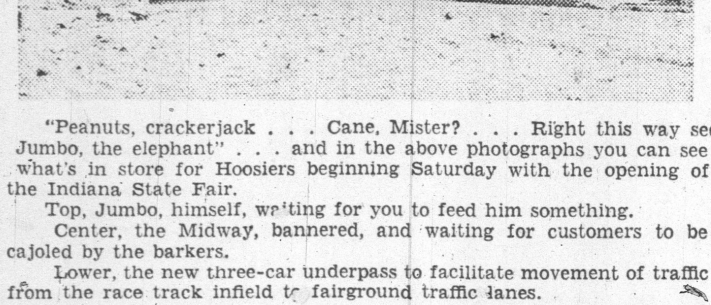 "Peanuts, crackerjack . . . Cane, Mister? . . . Right this way see
Jumbo, the elephant" . . . and in the above photographs you can see
what's in store for Hoosiers beginning Saturday with the opening of
the Indiana State Fair.
Top, Jumbo, himself, waiting for you to feed him something.
Center, the Midway, bannered, and waiting for customers to be
cajoled by the barkers.
Lower, the new three-car underpass to facilitate movement of traffic
from the race track infield to fairground traffic lanes.